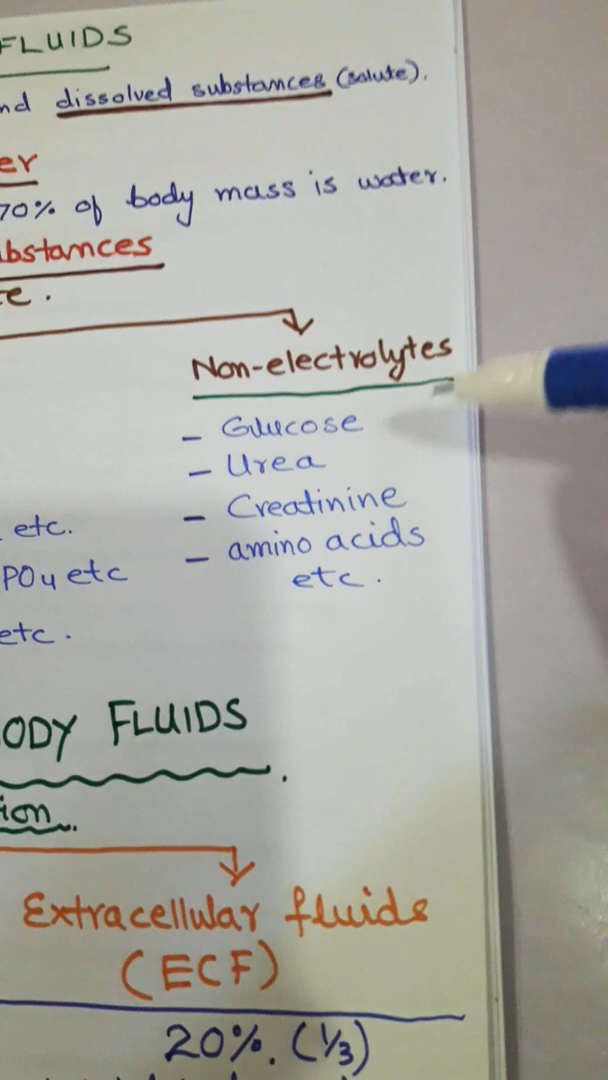 FLUIDS
nd dissolved substances (solute).
er
70% of body mass is water.
bstances
te.
Non-electrolytes
- Glucose
- Urea
- Creatinine
etc.
- amino acids
PO4 etc
etc.
etc.
ODY FLUIDS.
ion.
Extracellular fluids
(ECF)
20%. (1/3)